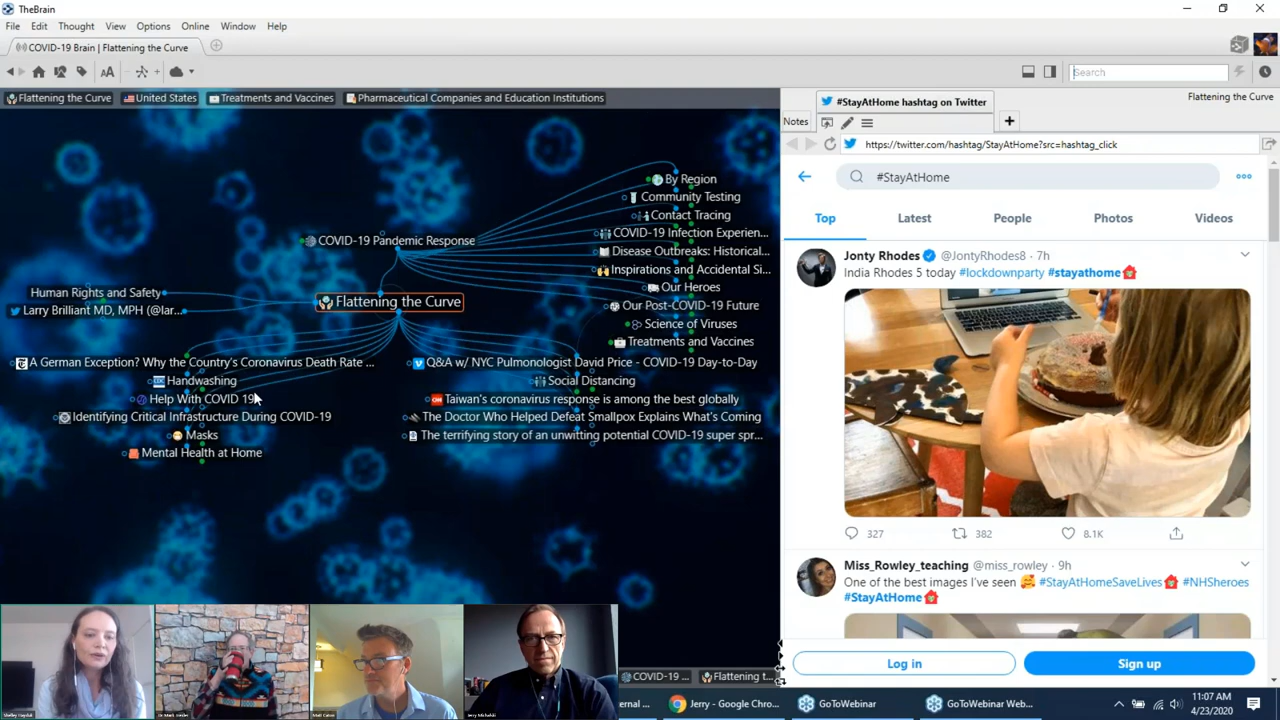 TheBrain
File Edit Thought View Options Online Window Help
COVID-19 Brain | Flattening the Curve
AA
Search
Flattening the Curve United States Treatments and Vaccines Pharmaceutical Companies and Education Institutions
By Region
Community Testing
Contact Tracing
COVID-19 Infection Experien...
Disease Outbreaks: Historical...
Inspirations and Accidental Si...
Our Heroes
Our Post-COVID-19 Future
Science of Viruses
Treatments and Vaccines
COVID-19 Pandemic Response
Flattening the Curve
Human Rights and Safety
Larry Brilliant MD, MPH (@lar...
A German Exception? Why the Country's Coronavirus Death Rate ...
Handwashing
Help With COVID 19
Identifying Critical Infrastructure During COVID-19
Masks
Mental Health at Home
Q&A w/ NYC Pulmonologist David Price - COVID-19 Day-to-Day
Social Distancing
Taiwan's coronavirus response is among the best globally
The Doctor Who Helped Defeat Smallpox Explains What's Coming
The terrifying story of an unwitting potential COVID-19 super spr...
#StayAtHome hashtag on Twitter
Flattening the Curve
Notes
https://twitter.com/hashtag/StayAtHome?src=hashtag_click
#StayAtHome
Top Latest People Photos Videos
Jonty Rhodes @JontyRhodes8 · 7h
India Rhodes 5 today #lockdownparty #stayathome
327 382 8.1K
Miss_Rowley_teaching @miss_rowley · 9h
One of the best images I've seen #StayAtHomeSaveLives #NHSheroes
#StayAtHome
Log in Sign up
COVID-19 ... Flattening t...
ternal ... Jerry - Google Chro... GoToWebinar GoToWebinar Web...
11:07 AM
4/23/2020